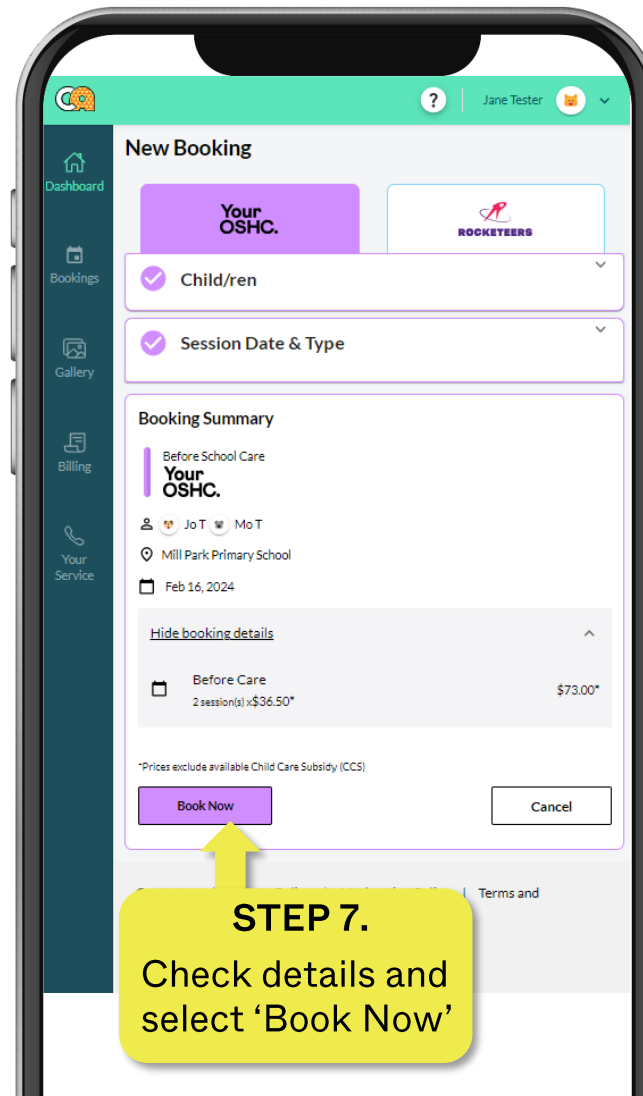 ? Jane Tester
New Booking
Dashboard
Your
OSHC.
ROCKETEERS
Bookings
Child/ren
Session Date & Type
Gallery
Booking Summary
Before School Care
Your
OSHC.
Billing
Jo T Mo T
Mill Park Primary School
Your
Service
Feb 16, 2024
Hide booking details
Before Care
2 session(s) x$36.50*
$73.00*
*Prices exclude available Child Care Subsidy (CCS)
Book Now
Cancel
| Terms and
STEP 7.
Check details and
select ‘Book Now’